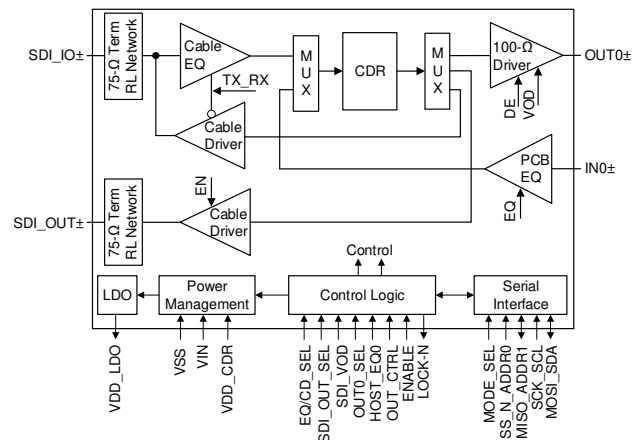 SDI_IO±
75-Ω Term
RL Network
Cable
EQ
TX_RX
Cable
Driver
MUX
CDR
MUX
100-Ω
Driver
OUT0±
DE
VOD
PCB
EQ
IN0±
EQ
SDI_OUT±
75-Ω Term
RL Network
EN
Cable
Driver
Control
LDO
Power
Management
Control Logic
Serial
Interface
VDD_LDO
VSS
VIN
VDD_CDR
EQ/CD_SEL
SDI_OUT_SEL
SDI_VOD
OUT0_SEL
HOST_EQ0
OUT_CTRL
ENABLE
LOCK-N
MODE_SEL
SS_N_ADDR0
MISO_ADDR1
SCK_SCL
MOSI_SDA